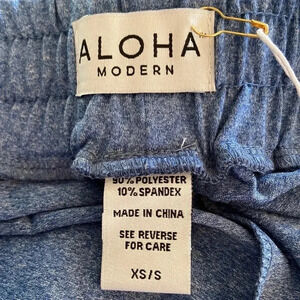 ALOHA
MODERN
90% POLYESTER
10% SPANDEX
MADE IN CHINA
SEE REVERSE
FOR CARE
XS/S